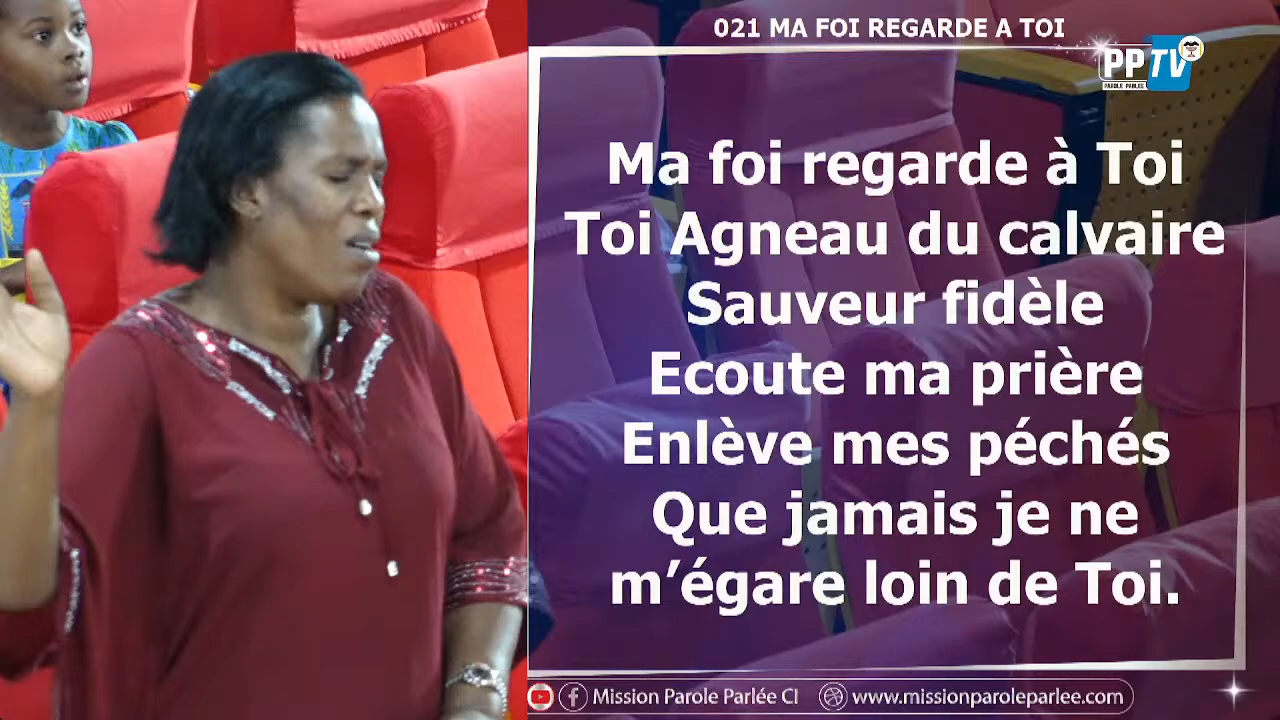 021 MA FOI REGARDE A TOI
PPTV
PAROLE PARLEE
Ma foi regarde à Toi
Toi Agneau du calvaire
Sauveur fidèle
Ecoute ma prière
Enlève mes péchés
Que jamais je ne
m’égare loin de Toi.
Mission Parole Parlée CI
www.missionparoleparlee.com